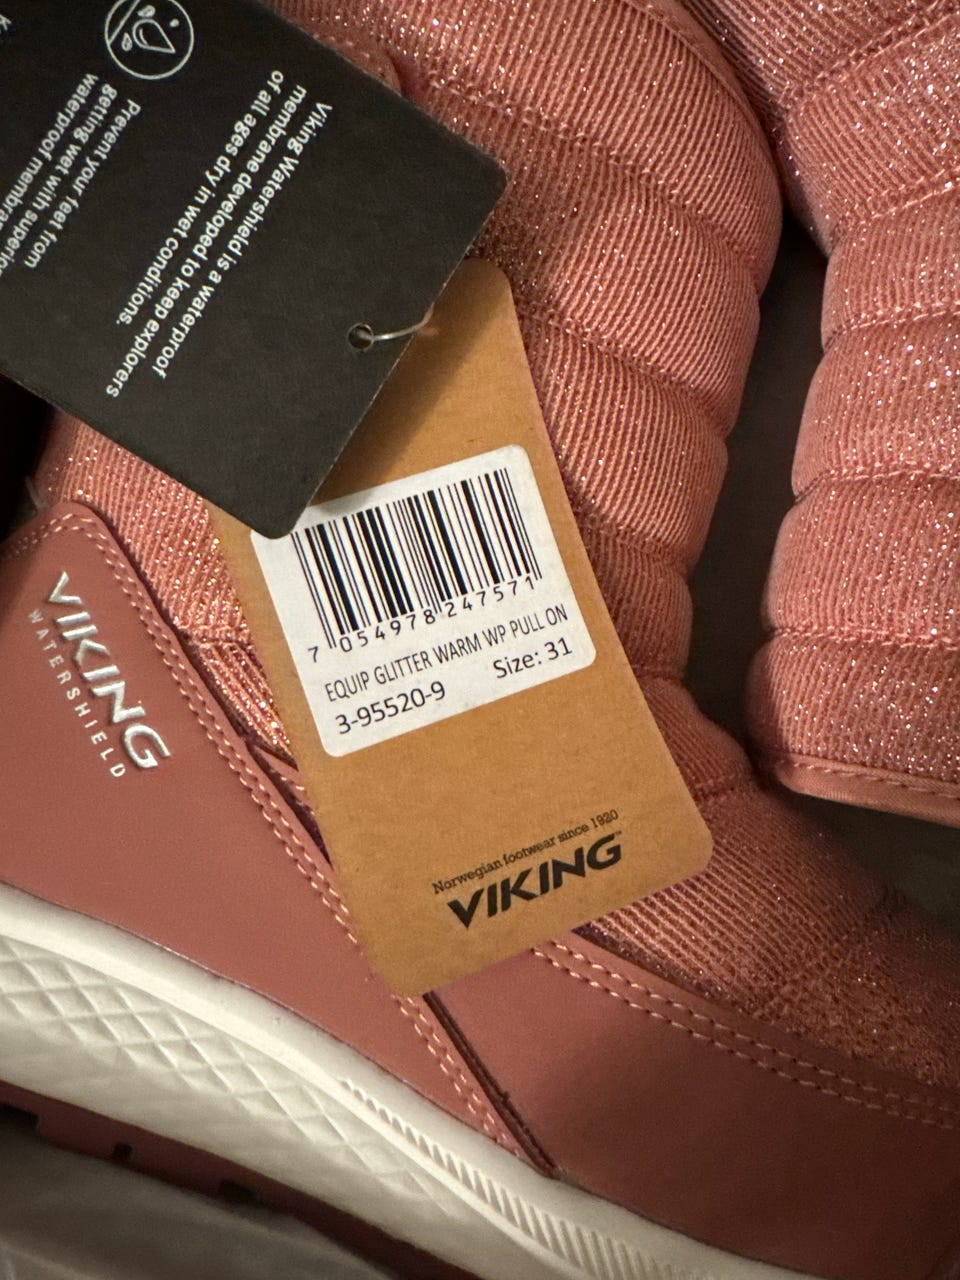 Viking Watershield is a waterproof
membrane developed to keep explorers
of all ages dry in wet conditions.
Prevent your feet from
getting wet with
waterproof
7 054978 247571
EQUIP GLITTER WARM WP PULL ON
3-95520-9 Size: 31
Norwegian footwear since 1920
VIKING™
VIKING
WATERSHIELD